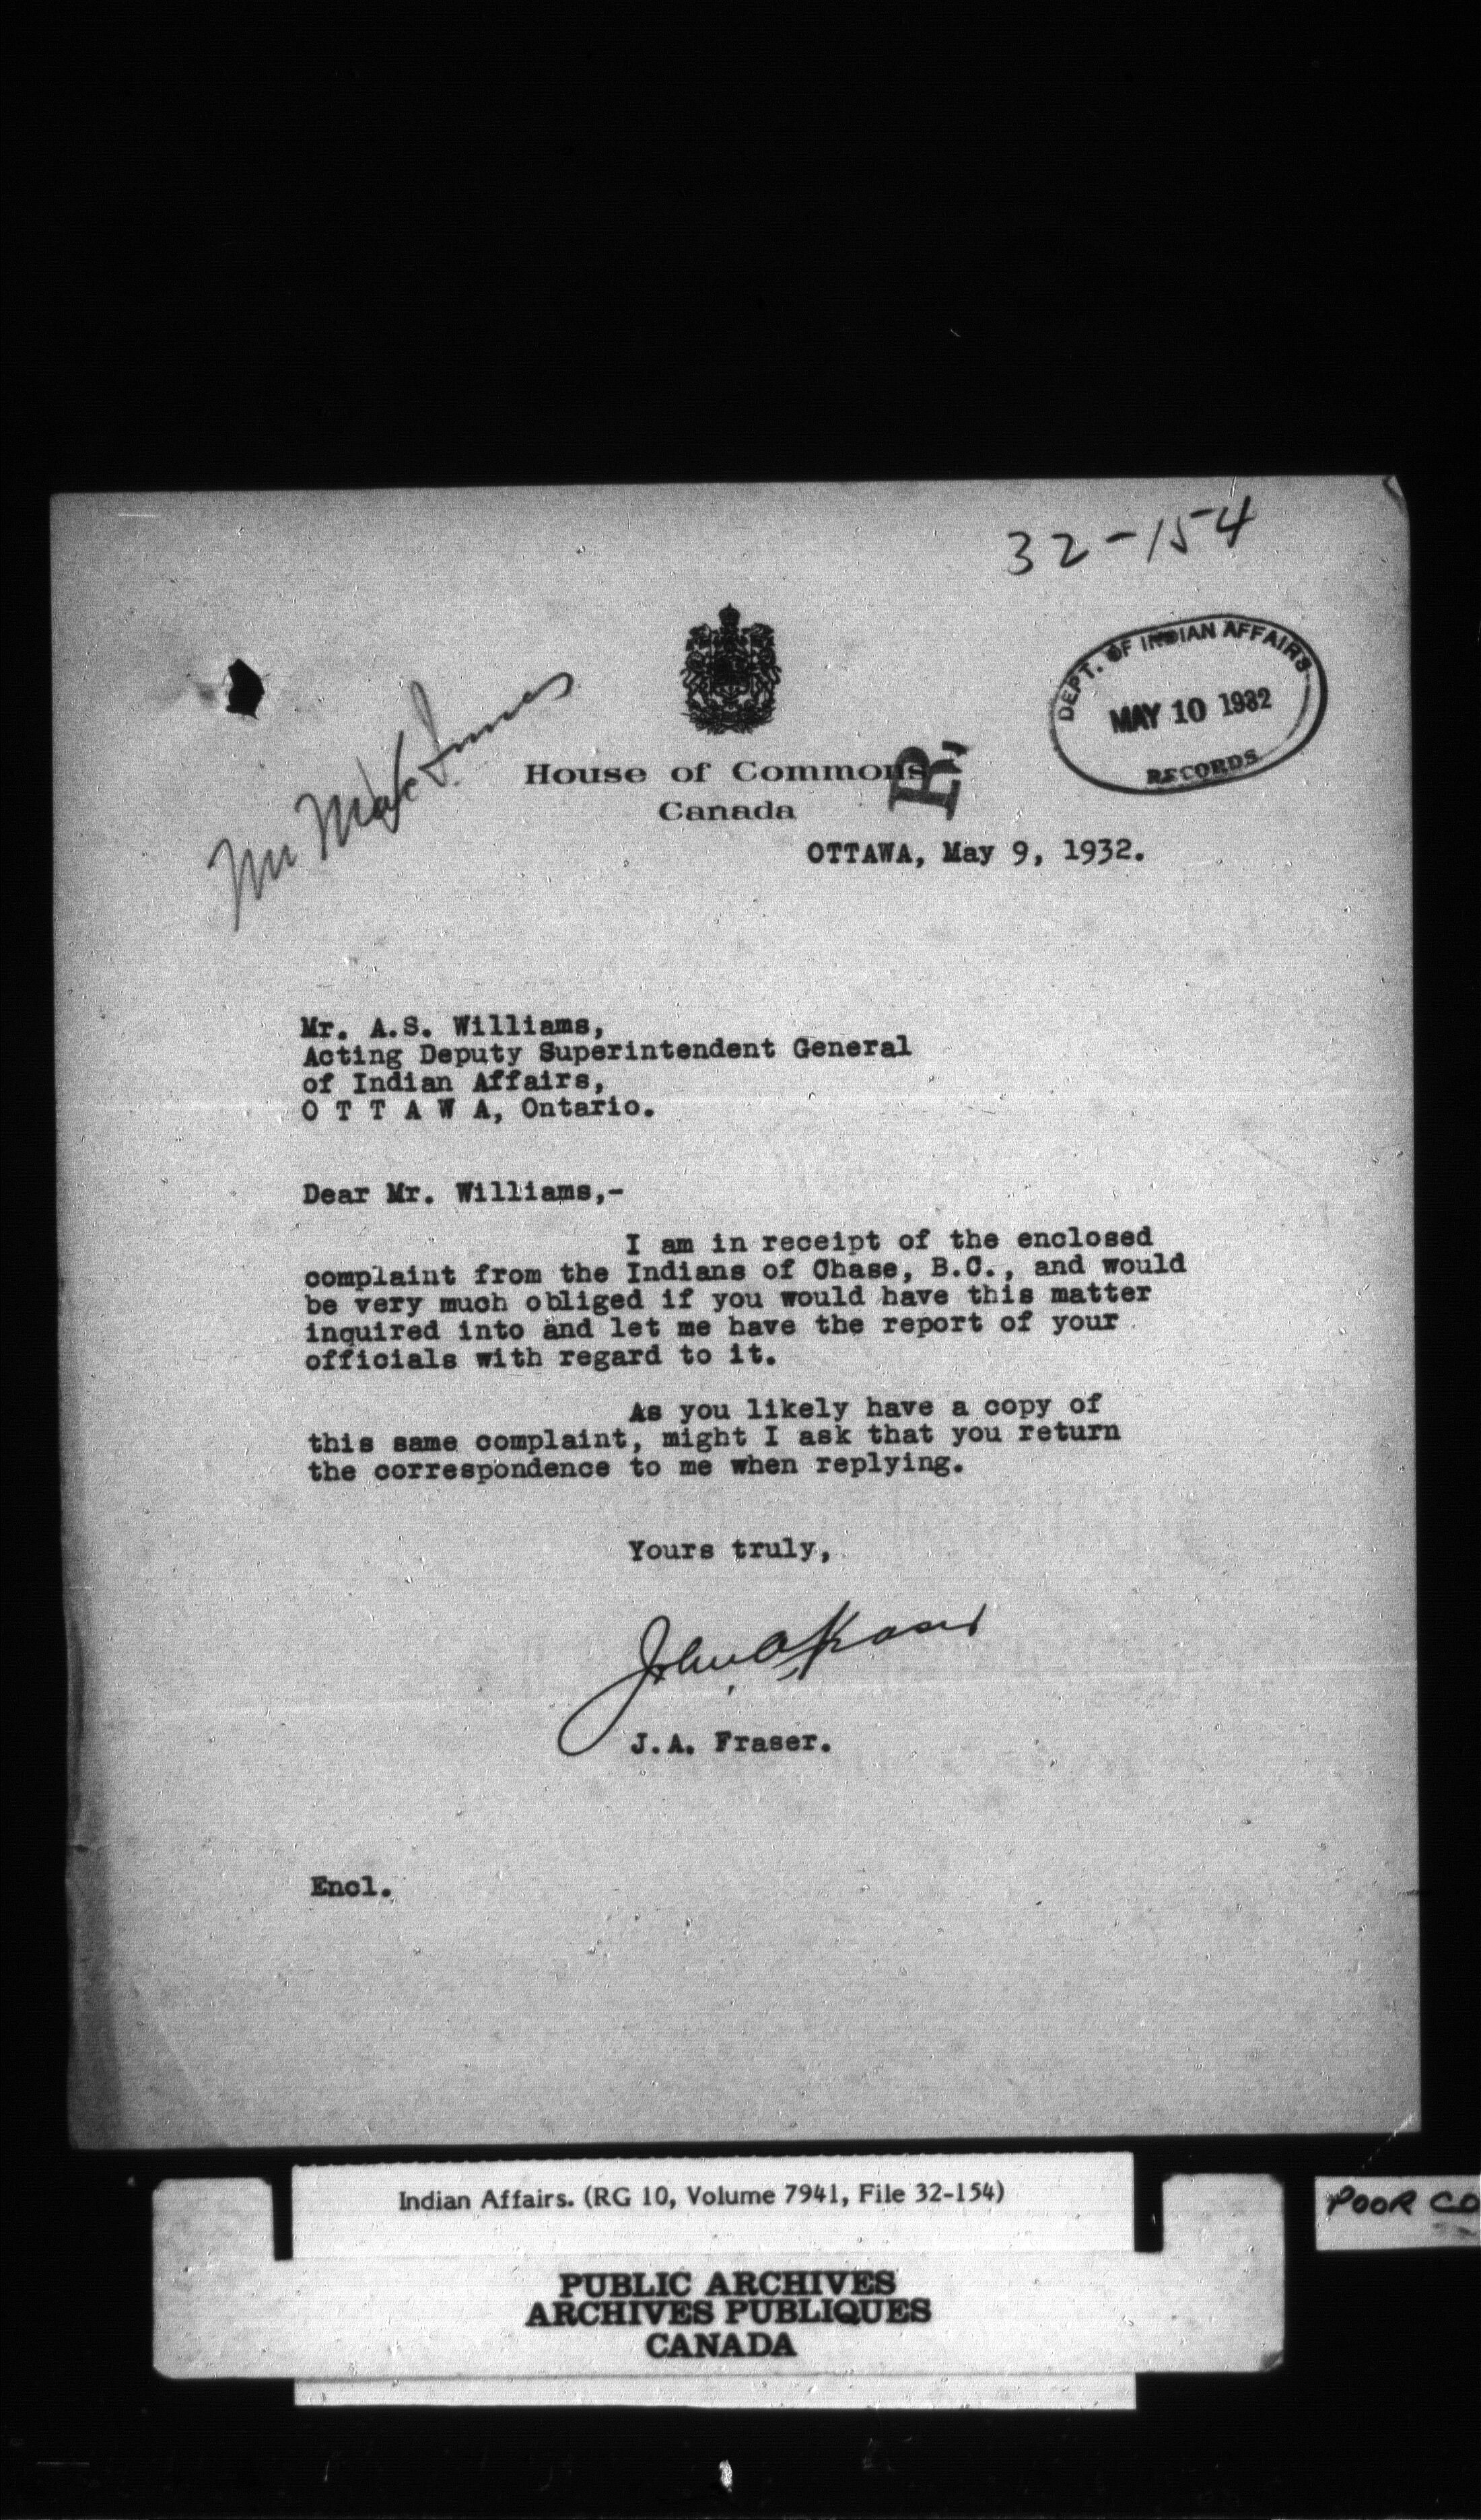 32-154
DEPT. OF INDIAN AFFAIRS
MAY 10 1932
RECORDS
House of Commons
R,
Canada
OTTAWA, May 9, 1932.
Mr. A.S. Williams,
Acting Deputy Superintendent General
of Indian Affairs,
O T T A W A, Ontario.
Dear Mr. Williams,-
I am in receipt of the enclosed
complaint from the Indians of Chase, B.C., and would
be very much obliged if you would have this matter
inquired into and let me have the report of your
officials with regard to it.
As you likely have a copy of
this same complaint, might I ask that you return
the correspondence to me when replying.
Yours truly,
John A Fraser
J.A. Fraser.
Encl.
Indian Affairs. (RG 10, Volume 7941, File 32-154)
POOR CO
PUBLIC ARCHIVES
ARCHIVES PUBLIQUES
CANADA